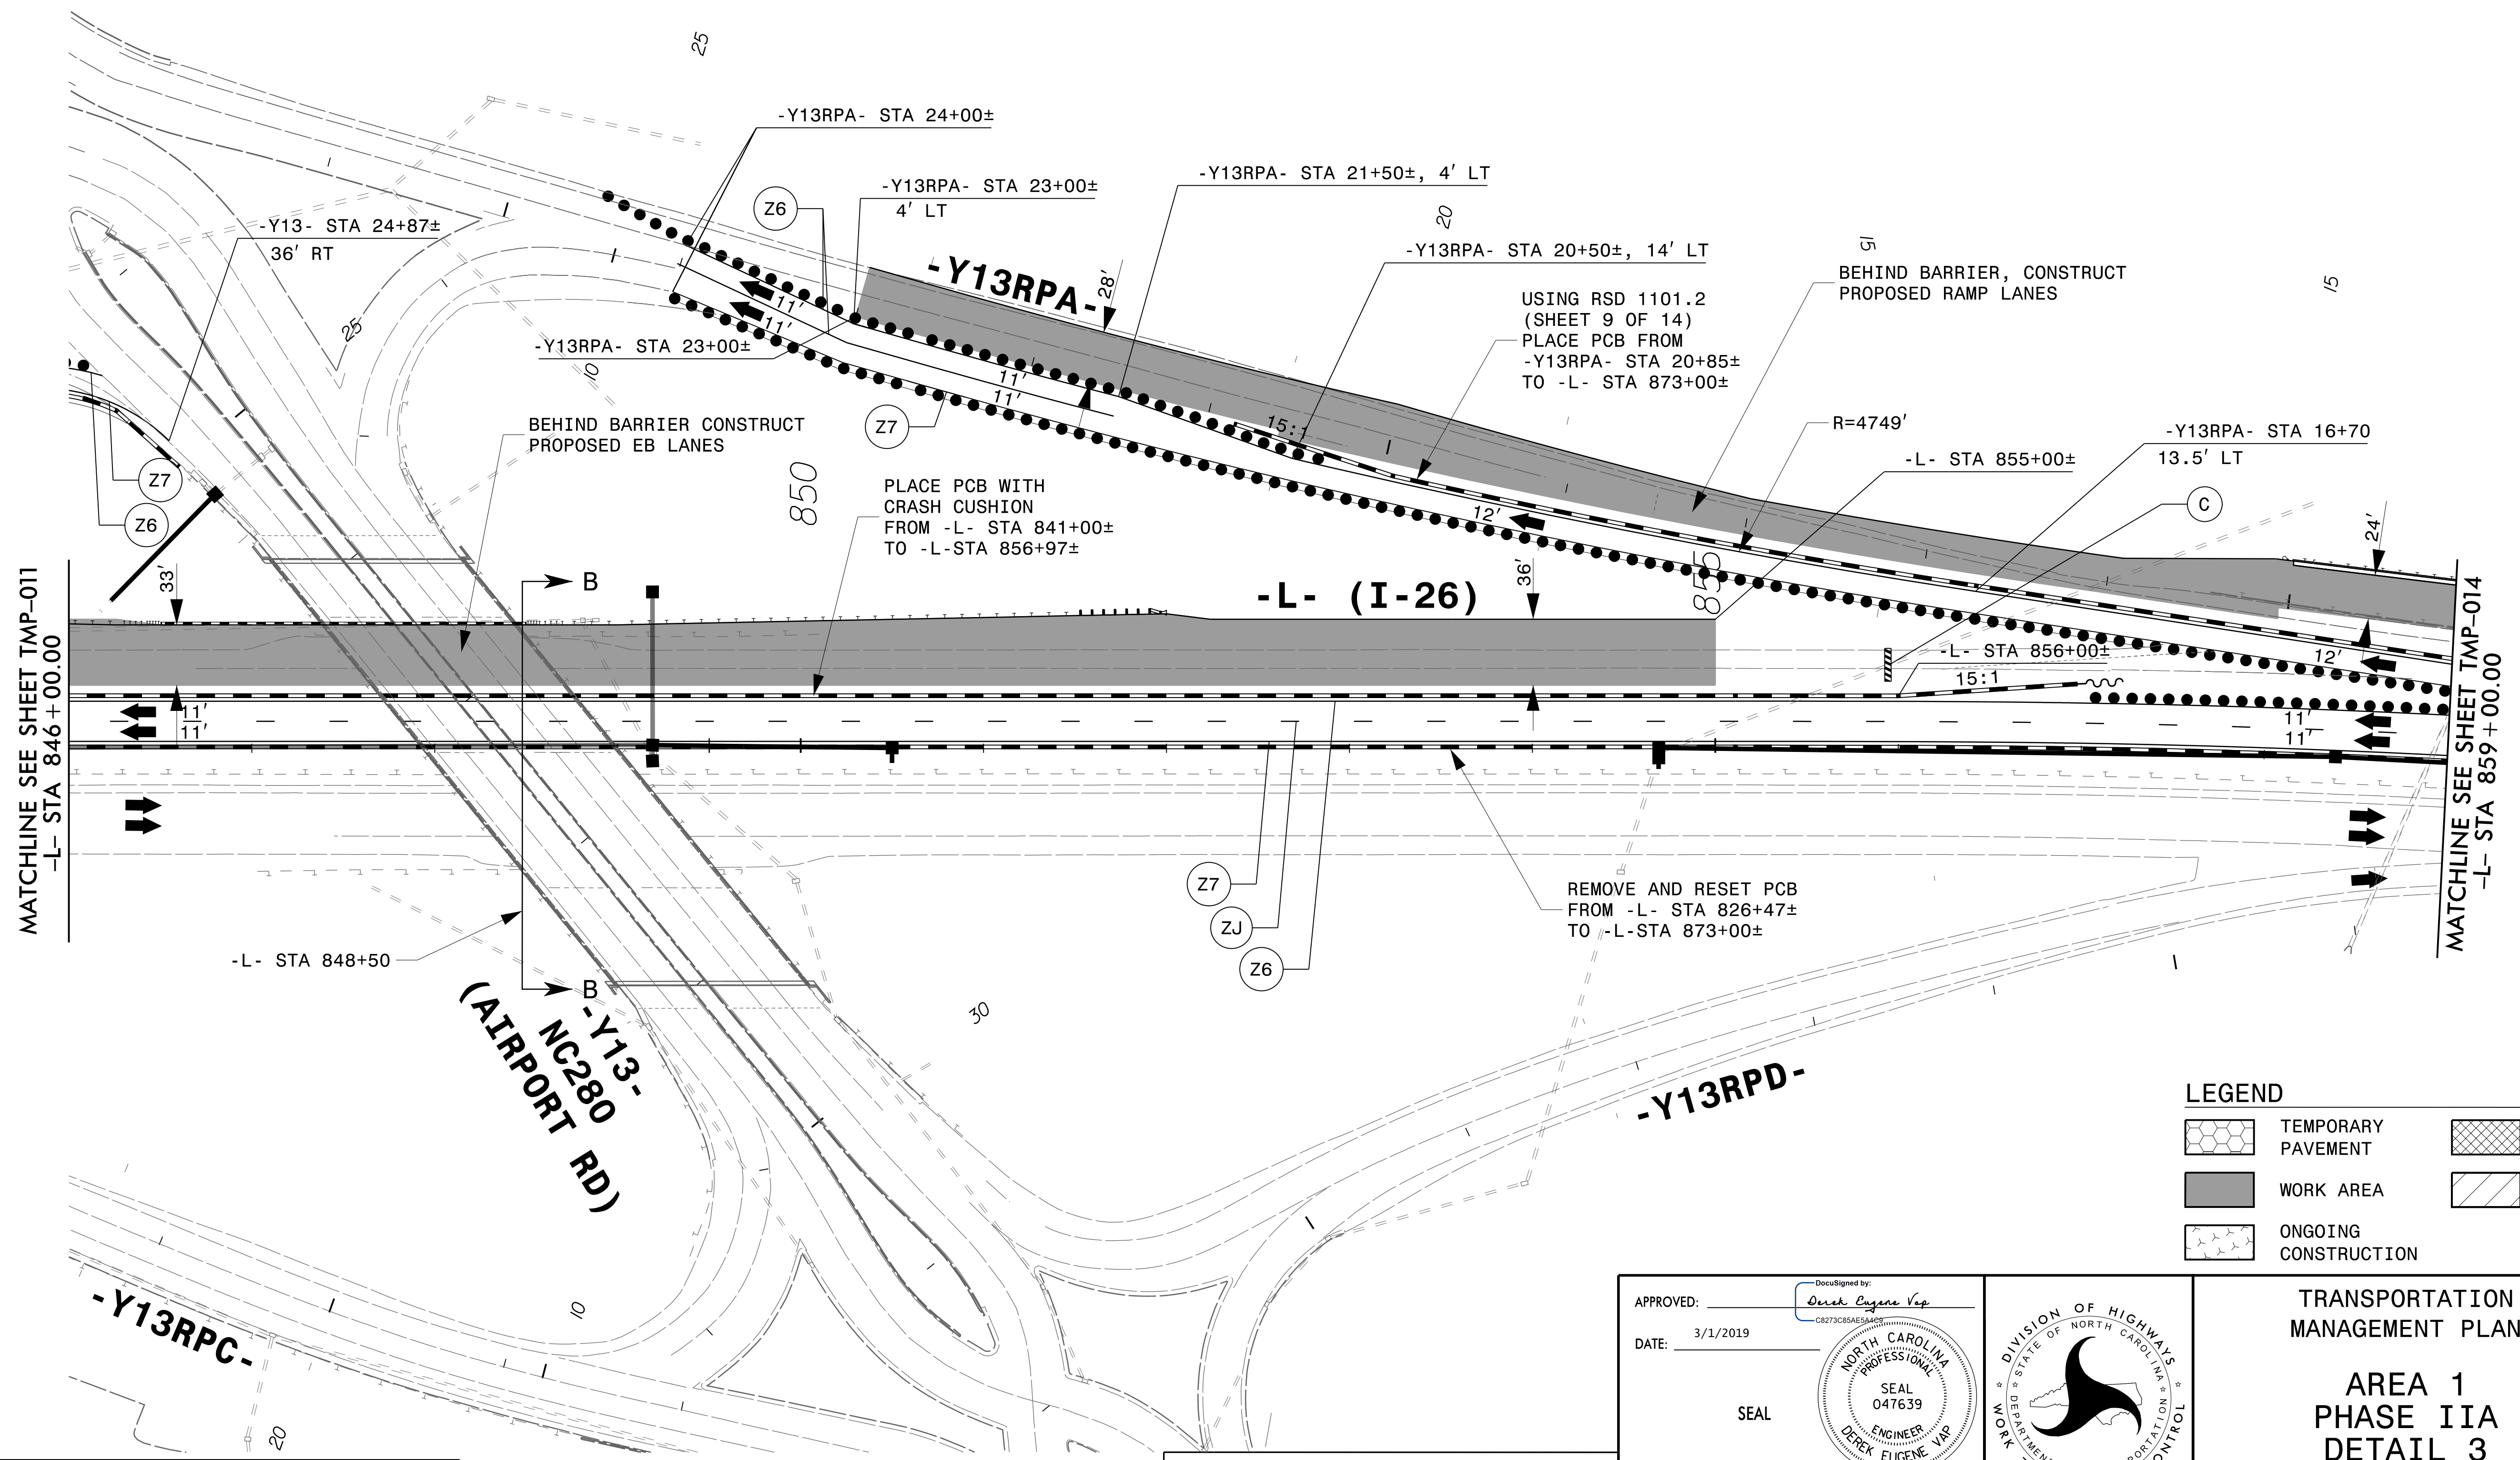 25
-Y13RPA- STA 24+00±
-Y13RPA- STA 23+00±
4' LT
Z6
-Y13RPA- STA 21+50±, 4' LT
-Y13- STA 24+87±
36' RT
-Y13RPA-
28'
20
-Y13RPA- STA 20+50±, 14' LT
15
15
BEHIND BARRIER, CONSTRUCT
PROPOSED RAMP LANES
USING RSD 1101.2
(SHEET 9 OF 14)
PLACE PCB FROM
-Y13RPA- STA 20+85±
TO -L- STA 873+00±
11'
11'
25
10
-Y13RPA- STA 23+00±
11'
11'
Z7
15:1
BEHIND BARRIER CONSTRUCT
PROPOSED EB LANES
R=4749'
-Y13RPA- STA 16+70
13.5' LT
-L- STA 855+00±
C
850
PLACE PCB WITH
CRASH CUSHION
FROM -L- STA 841+00±
TO -L-STA 856+97±
Z7
Z6
12'
24'
33'
B
36'
855
-L- (I-26)
-L- STA 856+00±
15:1
12'
11'
11'
11'
11'
MATCHLINE SEE SHEET TMP-011
-L- STA 846+00.00
MATCHLINE SEE SHEET TMP-014
-L- STA 859+00.00
Z7
ZJ
Z6
REMOVE AND RESET PCB
FROM -L- STA 826+47±
TO -L-STA 873+00±
-L- STA 848+50
B
-Y13-
NC280
(AIRPORT RD)
30
-Y13RPD-
-Y13RPC-
10
20
LEGEND
TEMPORARY
PAVEMENT
WORK AREA
ONGOING
CONSTRUCTION
APPROVED:
DocuSigned by:
Derek Eugene Vap
C8273C85AE5A4C9...
DATE:
3/1/2019
SEAL
NORTH CAROLINA
PROFESSIONAL
SEAL
047639
ENGINEER
DEREK EUGENE VAP
DIVISION OF HIGHWAYS
STATE OF NORTH CAROLINA
WORK
TRANSPORTATION
MANAGEMENT PLAN
AREA 1
PHASE IIA
DETAIL 3